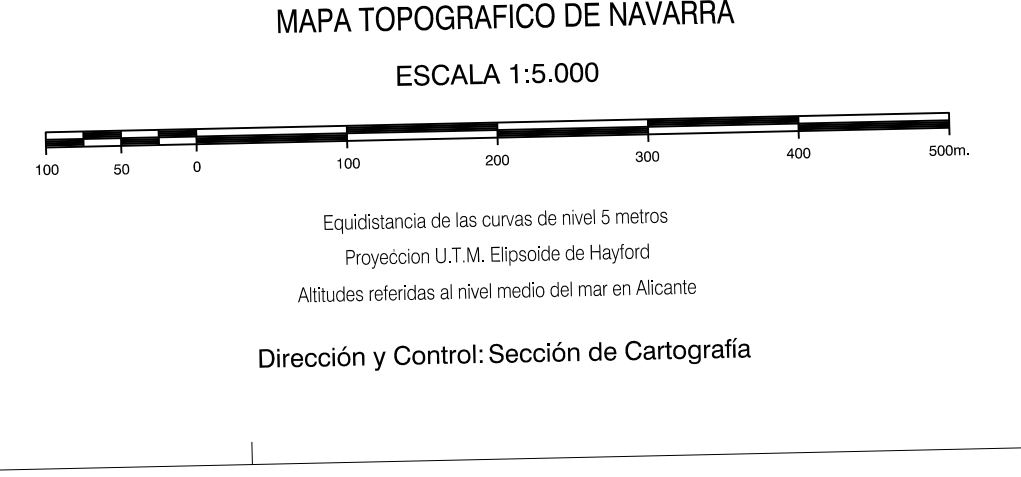 MAPA TOPOGRAFICO DE NAVARRA
ESCALA 1:5.000
100 50 0 100 200 300 400 500m.
Equidistancia de las curvas de nivel 5 metros
Proyeccion U.T.M. Elipsoide de Hayford
Altitudes referidas al nivel medio del mar en Alicante
Dirección y Control: Sección de Cartografía